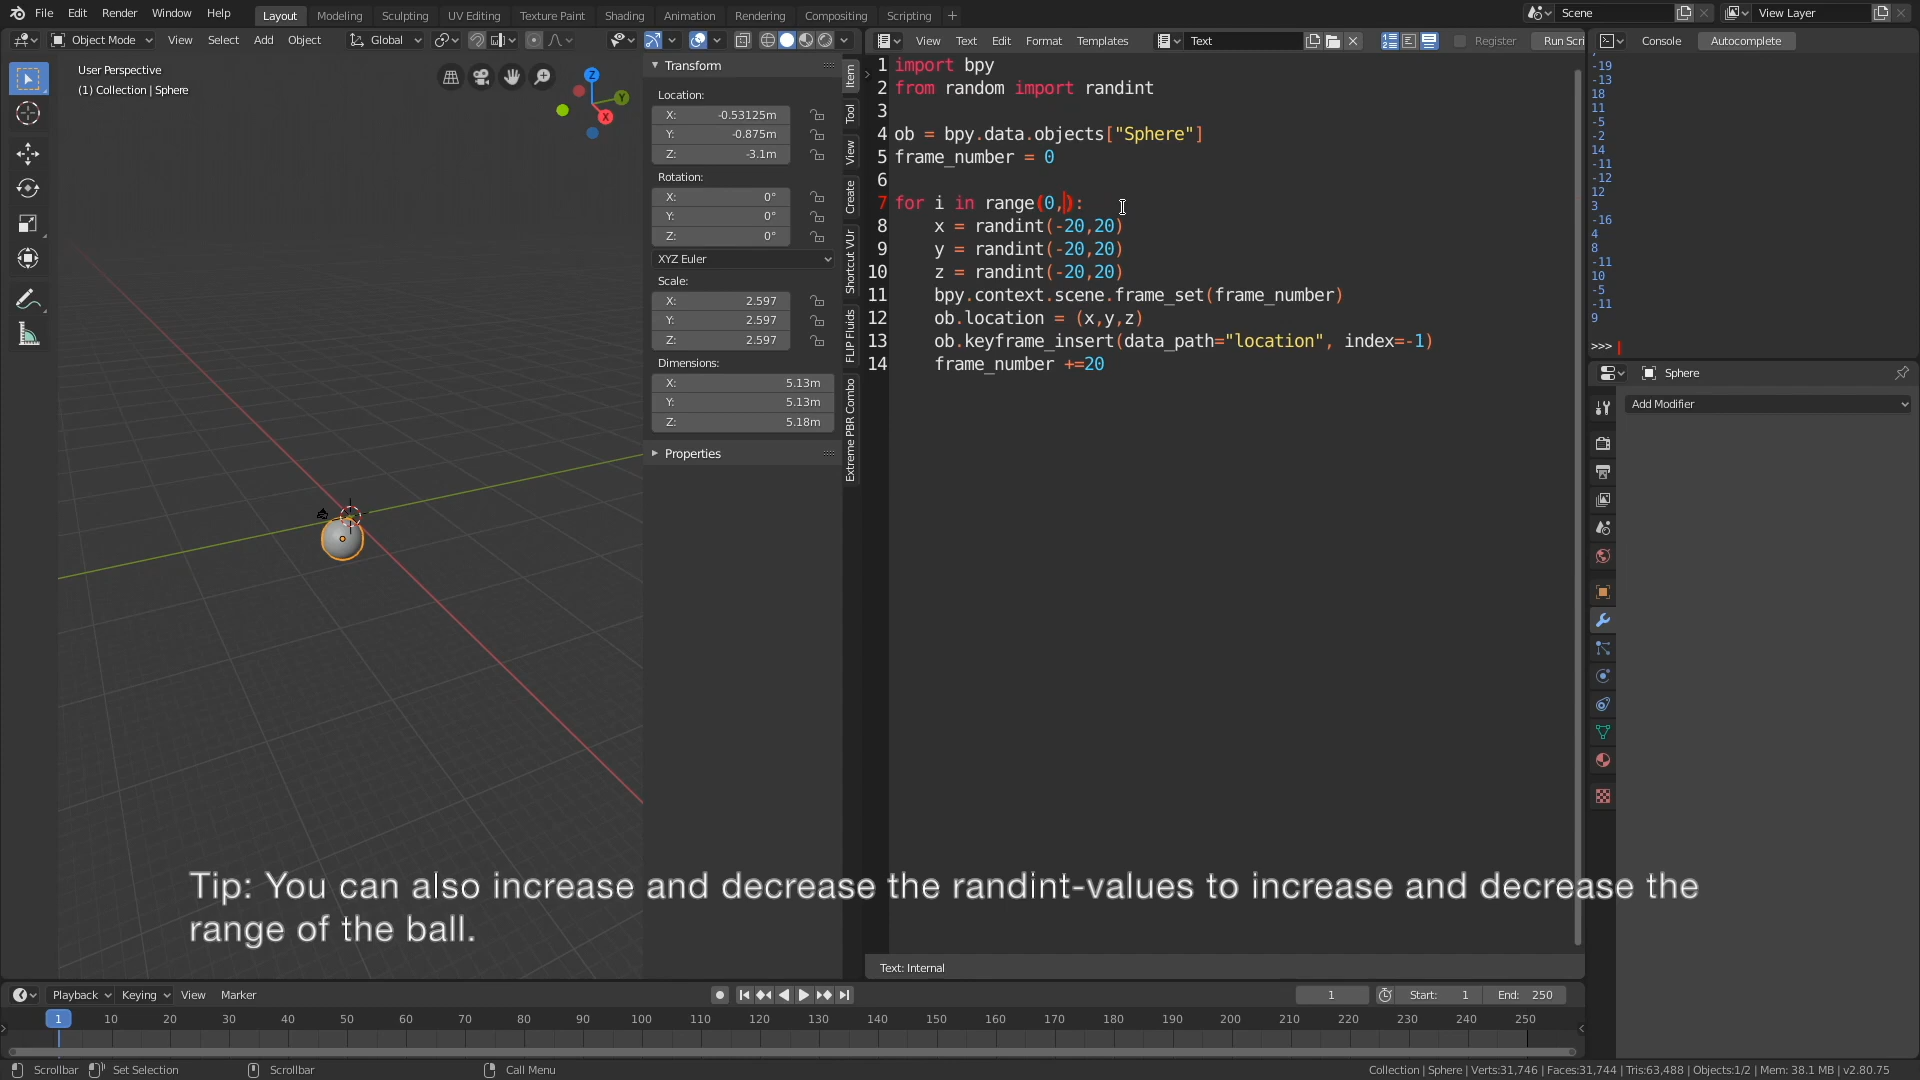 File Edit Render Window Help Layout Modeling Sculpting UV Editing Texture Paint Shading Animation Rendering Compositing Scripting + Scene View Layer
Object Mode View Select Add Object Global
View Text Edit Format Templates Text Register Run Scri
Console Autocomplete
User Perspective
(1) Collection | Sphere
Z
Y
X
Transform
Location:
X: -0.53125m
Y: -0.875m
Z: -3.1m
Rotation:
X: 0°
Y: 0°
Z: 0°
XYZ Euler
Scale:
X: 2.597
Y: 2.597
Z: 2.597
Dimensions:
X: 5.13m
Y: 5.13m
Z: 5.18m
Properties
Item
Tool
View
Create
Shortcut VUr
FLIP Fluids
Extreme PBR Combo
1 import bpy
2 from random import randint
3
4 ob = bpy.data.objects["Sphere"]
5 frame_number = 0
6
7 for i in range(0,):
8 x = randint(-20,20)
9 y = randint(-20,20)
10 z = randint(-20,20)
11 bpy.context.scene.frame_set(frame_number)
12 ob.location = (x,y,z)
13 ob.keyframe_insert(data_path="location", index=-1)
14 frame_number +=20
-19
-13
18
11
-5
-2
14
-11
-12
12
3
-16
4
8
-11
10
-5
-11
9
>>>
Sphere
Add Modifier
Tip: You can also increase and decrease the randint-values to increase and decrease the
range of the ball.
Text: Internal
Playback Keying View Marker 1 Start: 1 End: 250
1 10 20 30 40 50 60 70 80 90 100 110 120 130 140 150 160 170 180 190 200 210 220 230 240 250
Scrollbar Set Selection Scrollbar Call Menu Collection | Sphere | Verts:31,746 | Faces:31,744 | Tris:63,488 | Objects:1/2 | Mem: 38.1 MB | v2.80.75